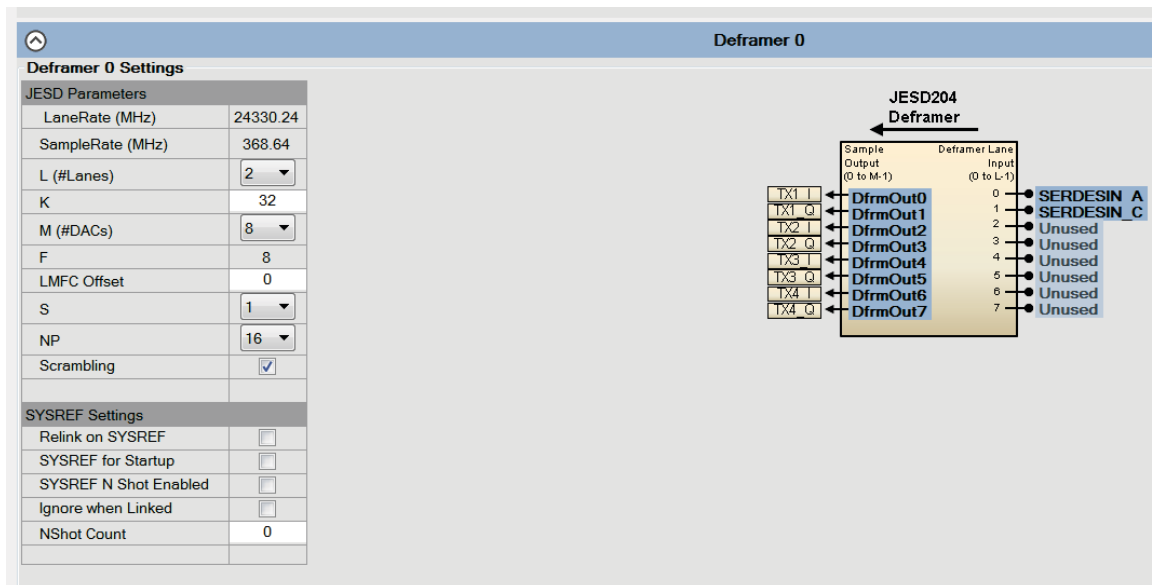 Deframer 0
Deframer 0 Settings
JESD Parameters
LaneRate (MHz) 24330.24
SampleRate (MHz) 368.64
L (#Lanes) 2
K 32
M (#DACs) 8
F 8
LMFC Offset 0
S 1
NP 16
Scrambling
SYSREF Settings
Relink on SYSREF
SYSREF for Startup
SYSREF N Shot Enabled
Ignore when Linked
NShot Count 0
JESD204
Deframer
Sample Deframer Lane
Output Input
(0 to M-1) (0 to L-1)
TX1_I DfrmOut0 0 SERDESIN_A
TX1_Q DfrmOut1 1 SERDESIN_C
TX2_I DfrmOut2 2 Unused
TX2_Q DfrmOut3 3 Unused
TX3_I DfrmOut4 4 Unused
TX3_Q DfrmOut5 5 Unused
TX4_I DfrmOut6 6 Unused
TX4_Q DfrmOut7 7 Unused